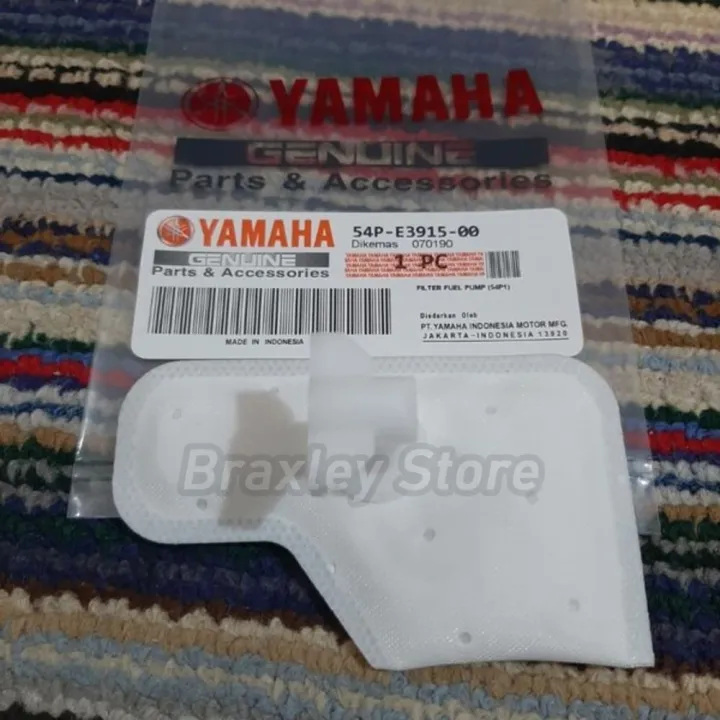 YAMAHA
GENUINE
Parts & Accessories
YAMAHA 54P-E3915-00
GENUINE Dikemas 070190
Parts & Accessories 1 PC
FILTER FUEL PUMP (54P1)
Diedarkan Oleh
PT.YAMAHA INDONESIA MOTOR MFG.
MADE IN INDONESIA JAKARTA-INDONESIA 13920
Braxley Store